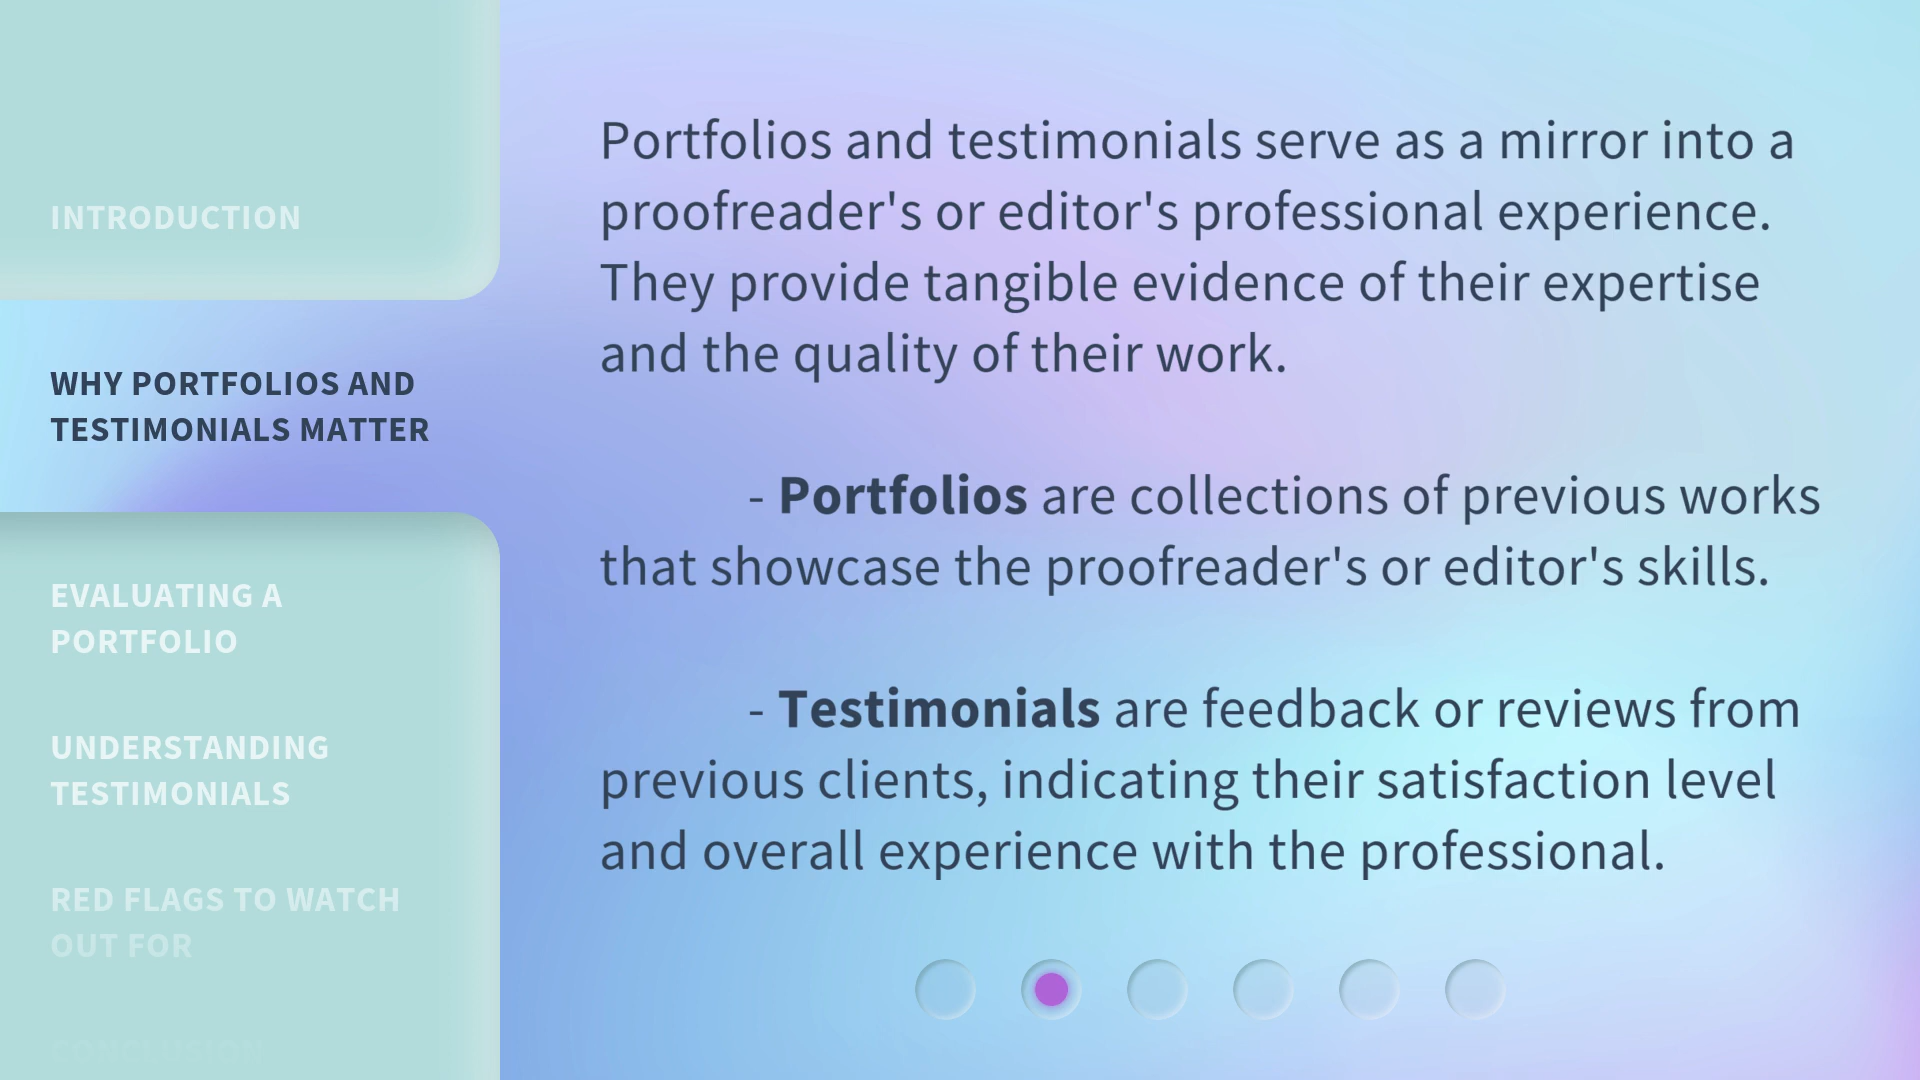 INTRODUCTION
WHY PORTFOLIOS AND
TESTIMONIALS MATTER
EVALUATING A
PORTFOLIO
UNDERSTANDING
TESTIMONIALS
RED FLAGS TO WATCH
OUT FOR
CONCLUSION
Portfolios and testimonials serve as a mirror into a
proofreader's or editor's professional experience.
They provide tangible evidence of their expertise
and the quality of their work.
- Portfolios are collections of previous works
that showcase the proofreader's or editor's skills.
- Testimonials are feedback or reviews from
previous clients, indicating their satisfaction level
and overall experience with the professional.